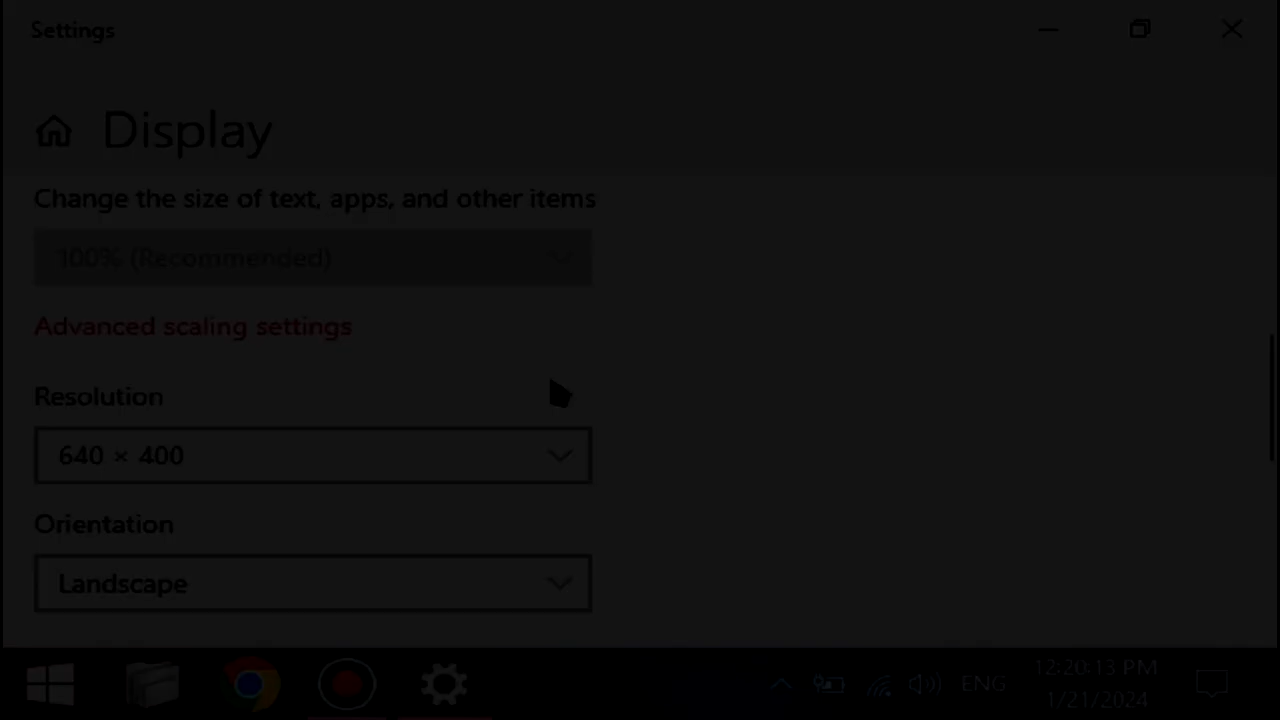 Settings
Display
Change the size of text, apps, and other items
100% (Recommended)
Advanced scaling settings
Resolution
640 × 400
Orientation
Landscape
ENG
12:20:13 PM
1/21/2024